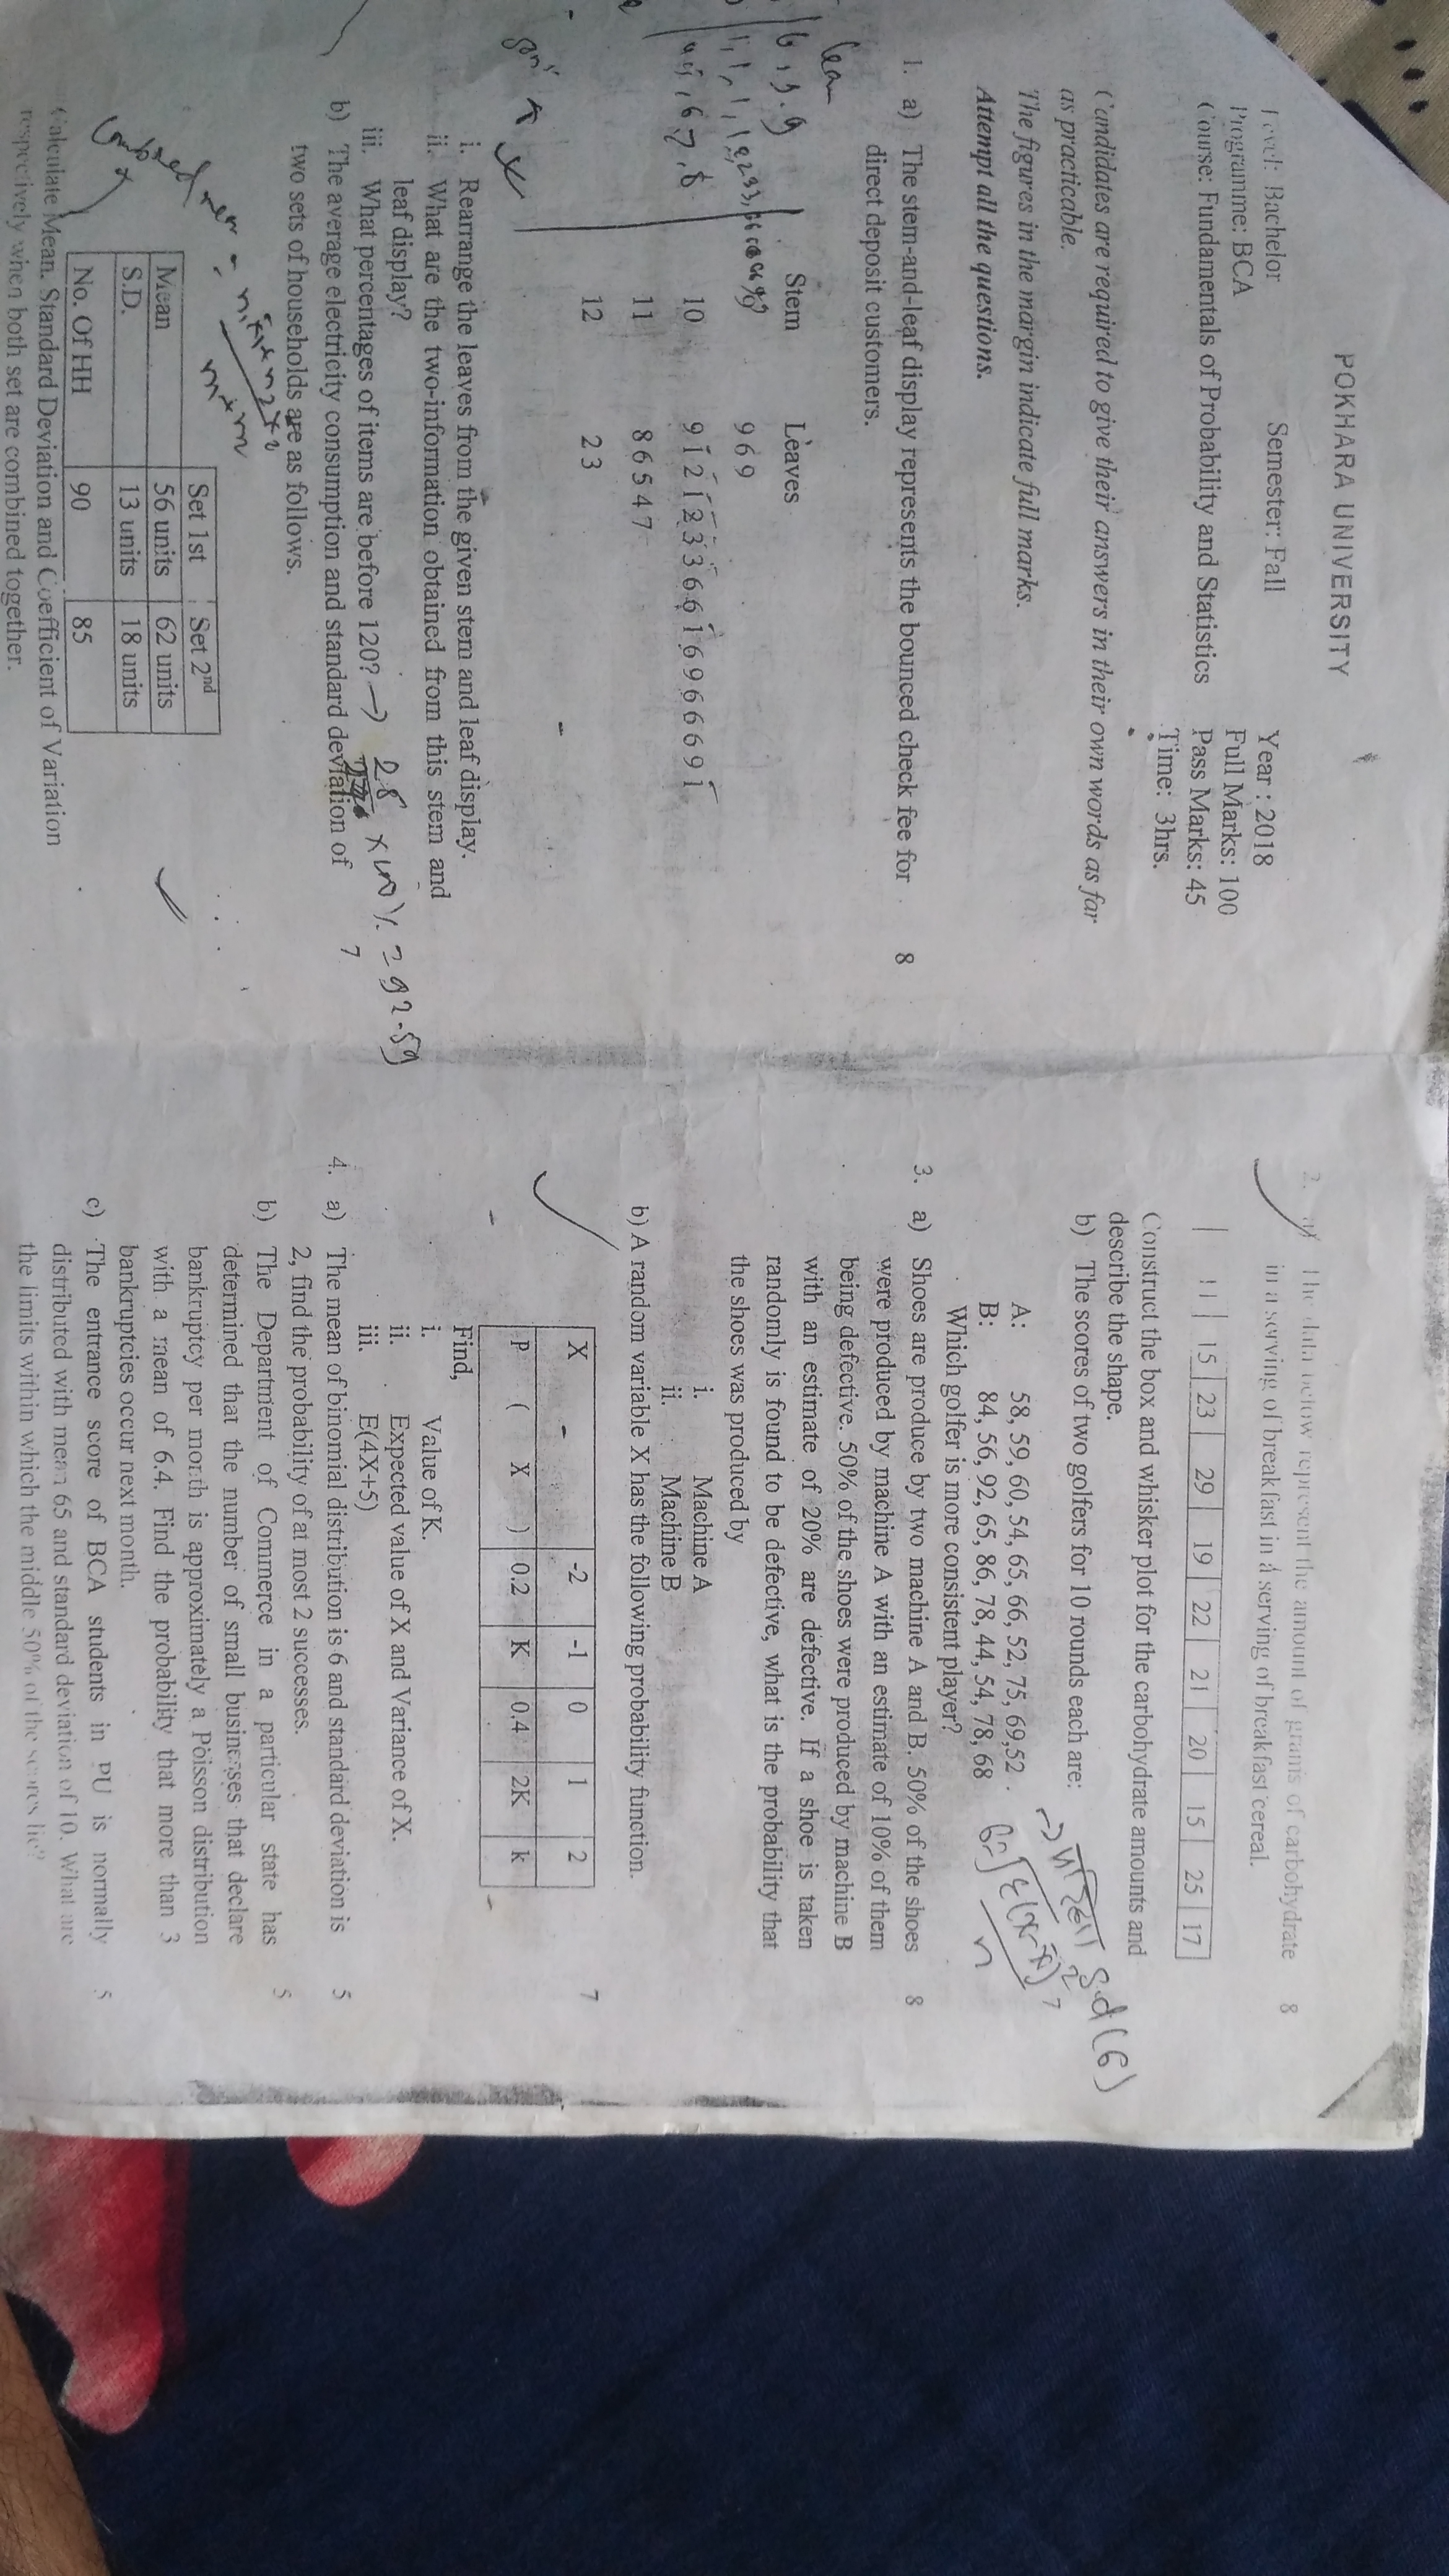 POKHARA UNIVERSITY
Level: Bachelor Semester: Fall Year : 2018
Programme: BCA Full Marks: 100
Course: Fundamentals of Probability and Statistics Pass Marks: 45
Time: 3hrs.
Candidates are required to give their answers in their own words as far
as practicable.
The figures in the margin indicate full marks.
Attempt all the questions.
1. a) The stem-and-leaf display represents the bounced check fee for 8
direct deposit customers.
Stem Leaves
9 9 6 9
10 9 1 2 1 2 3 3 6 6 1 6 9 6 6 6 9 1
11 8 6 5 4 7
12 2 3
i. Rearrange the leaves from the given stem and leaf display.
ii. What are the two-information obtained from this stem and
leaf display?
iii. What percentages of items are before 120? → x 100% = 92.59
b) The average electricity consumption and standard deviation of 7
two sets of households are as follows.
Combined mean = n1x̄1+n2x̄2
Set 1st Set 2nd
Mean 56 units 62 units
S.D. 13 units 18 units
No. Of HH 90 85
Calculate Mean, Standard Deviation and Coefficient of Variation
respectively when both set are combined together.
2. a) The data below represent the amount of grams of carbohydrate 8
in a serving of breakfast in a serving of breakfast cereal.
11 15 23 29 19 22 21 20 15 25 17
Construct the box and whisker plot for the carbohydrate amounts and
describe the shape.
b) The scores of two golfers for 10 rounds each are: 7
→ पहिला S.d (6)
A: 58, 59, 60, 54, 65, 66, 52, 75, 69,52 .
B: 84, 56, 92, 65, 86, 78, 44, 54, 78, 68
6=√Σ(x-x̄)²
n
Which golfer is more consistent player?
3. a) Shoes are produce by two machine A and B. 50% of the shoes 8
were produced by machine A with an estimate of 10% of them
being defective. 50% of the shoes were produced by machine B
with an estimate of 20% are defective. If a shoe is taken
randomly is found to be defective, what is the probability that
the shoes was produced by
i. Machine A
ii. Machine B
b) A random variable X has the following probability function. 7
X -2 -1 0 1 2
P ( X ) 0.2 K 0.4 2K k
Find,
i. Value of K.
ii. Expected value of X and Variance of X.
iii. E(4X+5)
4. a) The mean of binomial distribution is 6 and standard deviation is 5
2, find the probability of at most 2 successes.
b) The Department of Commerce in a particular state has 5
determined that the number of small businesses that declare
bankruptcy per month is approximately a Poisson distribution
with a mean of 6.4. Find the probability that more than 3
bankruptcies occur next month.
c) The entrance score of BCA students in PU is normally 5
distributed with mean 65 and standard deviation of 10. What are
the limits within which the middle 50% of the scores lie?